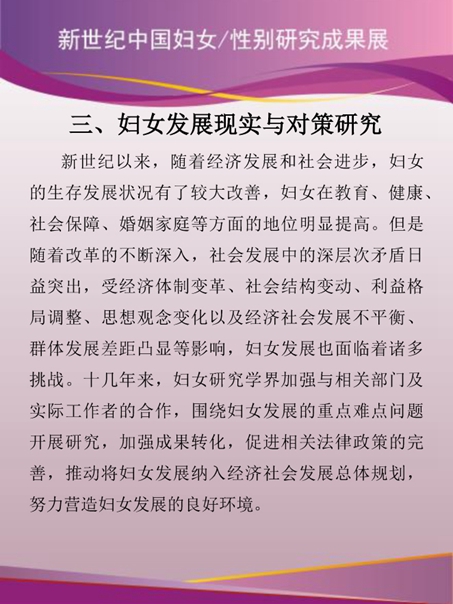 新世纪中国妇女/性别研究成果展
三、妇女发展现实与对策研究
新世纪以来，随着经济发展和社会进步，妇女
的生存发展状况有了较大改善，妇女在教育、健康、
社会保障、婚姻家庭等方面的地位明显提高。但是
随着改革的不断深入，社会发展中的深层次矛盾日
益突出，受经济体制变革、社会结构变动、利益格
局调整、思想观念变化以及经济社会发展不平衡、
群体发展差距凸显等影响，妇女发展也面临着诸多
挑战。十几年来，妇女研究学界加强与相关部门及
实际工作者的合作，围绕妇女发展的重点难点问题
开展研究，加强成果转化，促进相关法律政策的完
善，推动将妇女发展纳入经济社会发展总体规划，
努力营造妇女发展的良好环境。